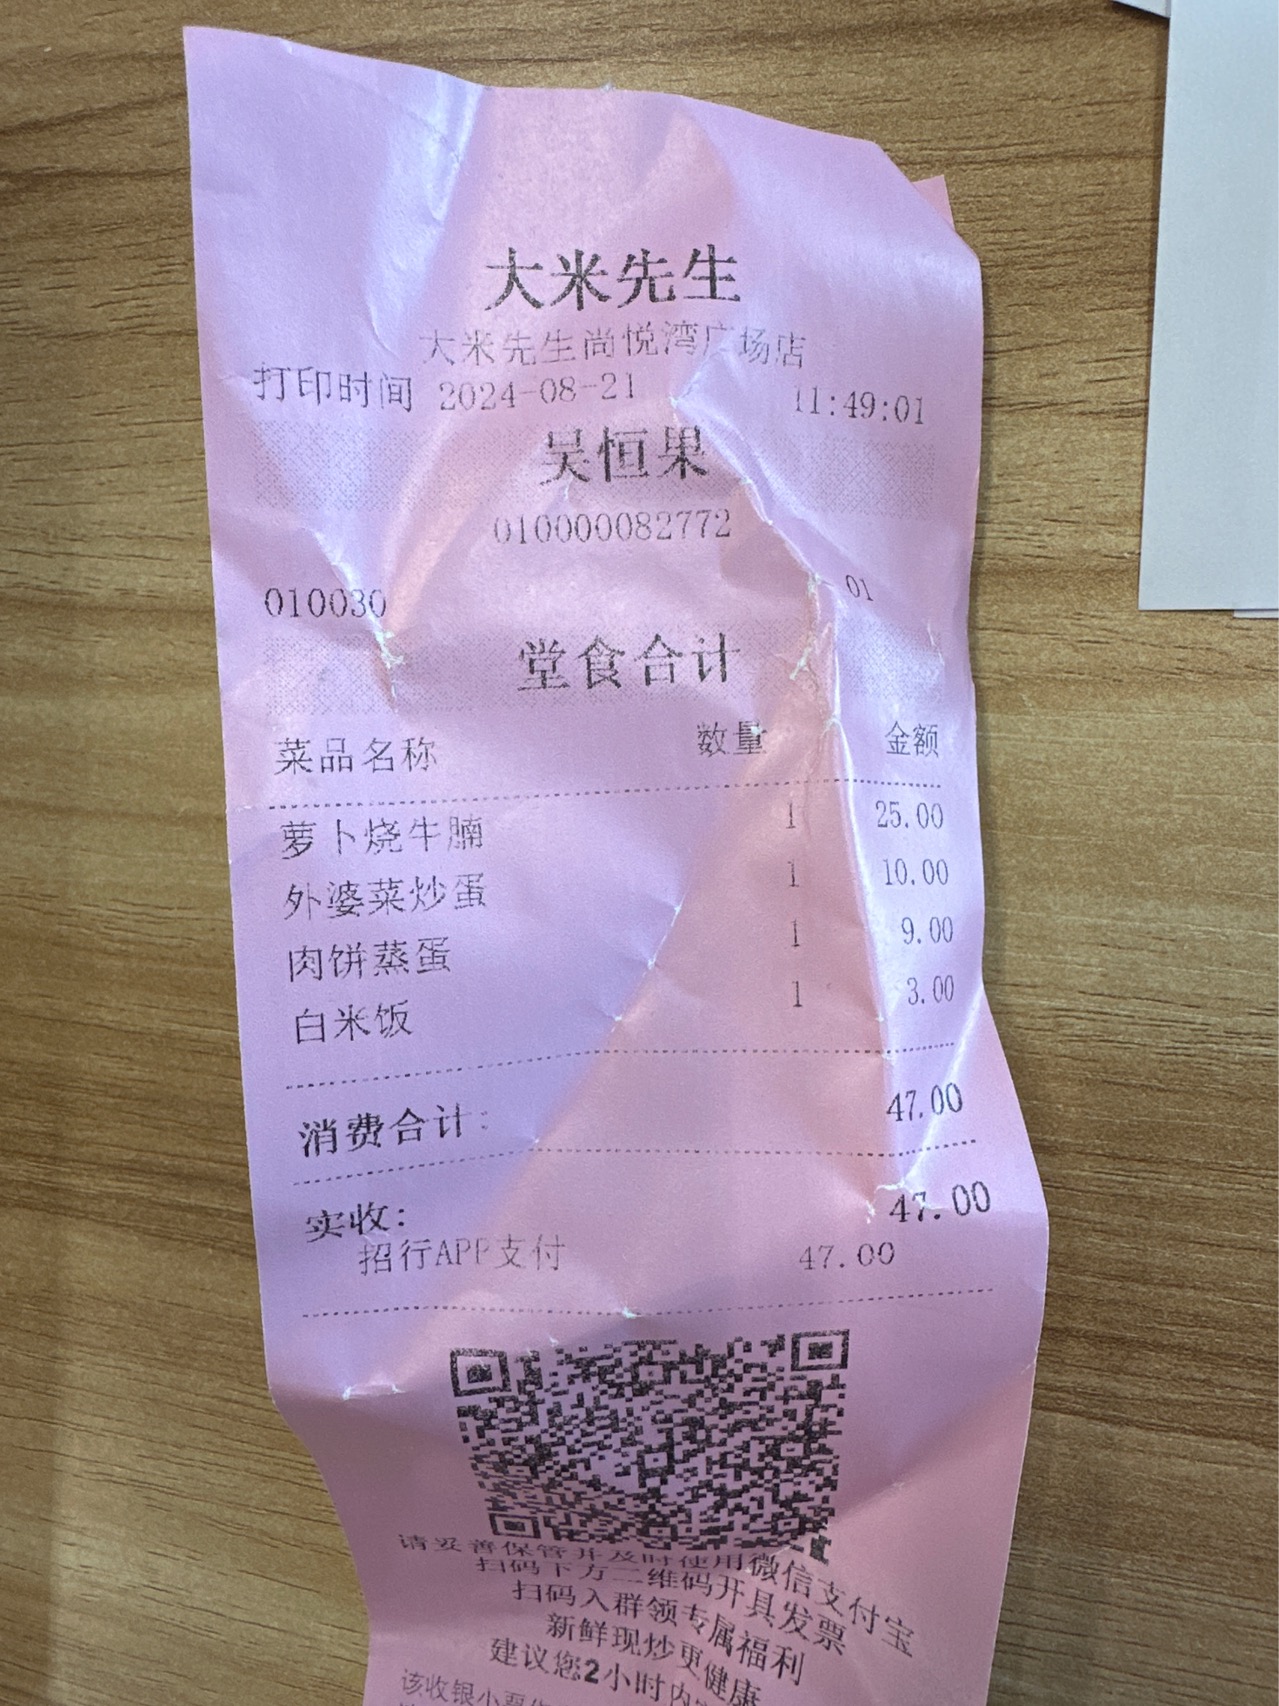 大米先生
大米先生尚悦湾广场店
打印时间 2024-08-21 11:49:01
吴恒果
010000082772
010030 01
堂食合计
菜品名称 数量 金额
萝卜烧牛腩 1 25.00
外婆菜炒蛋 1 10.00
肉饼蒸蛋 1 9.00
白米饭 1 3.00
消费合计: 47.00
实收: 47.00
招行APP支付 47.00
请妥善保管并及时使用微信支付宝
扫码下方二维码开具发票
扫码入群领专属福利
新鲜现炒更健康
建议您2小时内
该收银小票